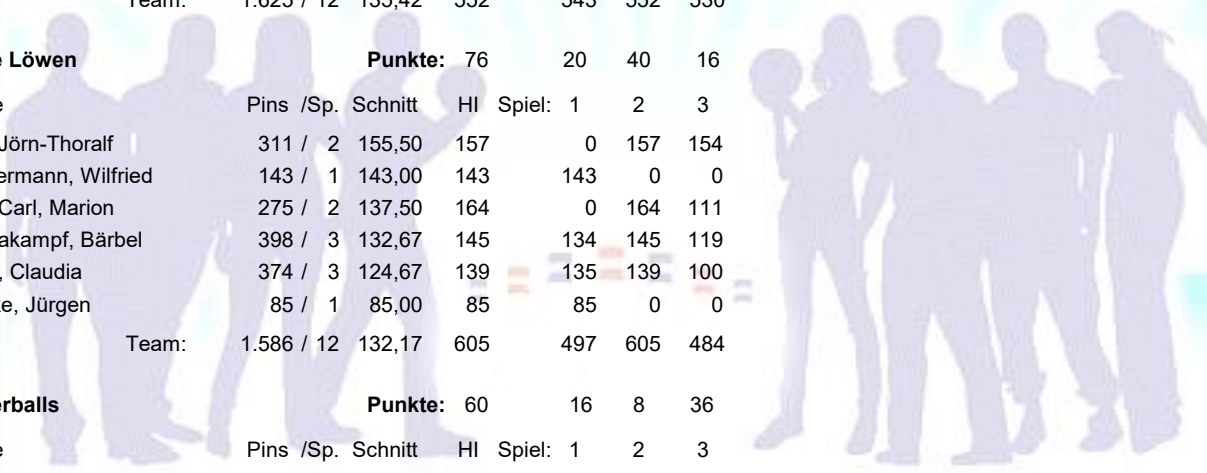 Team: 1.625 / 12 135,42 552 543 552 530
e Löwen Punkte: 76 20 40 16
e Pins /Sp. Schnitt HI Spiel: 1 2 3
Jörn-Thoralf 311 / 2 155,50 157 0 157 154
ermann, Wilfried 143 / 1 143,00 143 143 0 0
Carl, Marion 275 / 2 137,50 164 0 164 111
akampf, Bärbel 398 / 3 132,67 145 134 145 119
, Claudia 374 / 3 124,67 139 135 139 100
e, Jürgen 85 / 1 85,00 85 85 0 0
Team: 1.586 / 12 132,17 605 497 605 484
erballs Punkte: 60 16 8 36
e Pins /Sp. Schnitt HI Spiel: 1 2 3